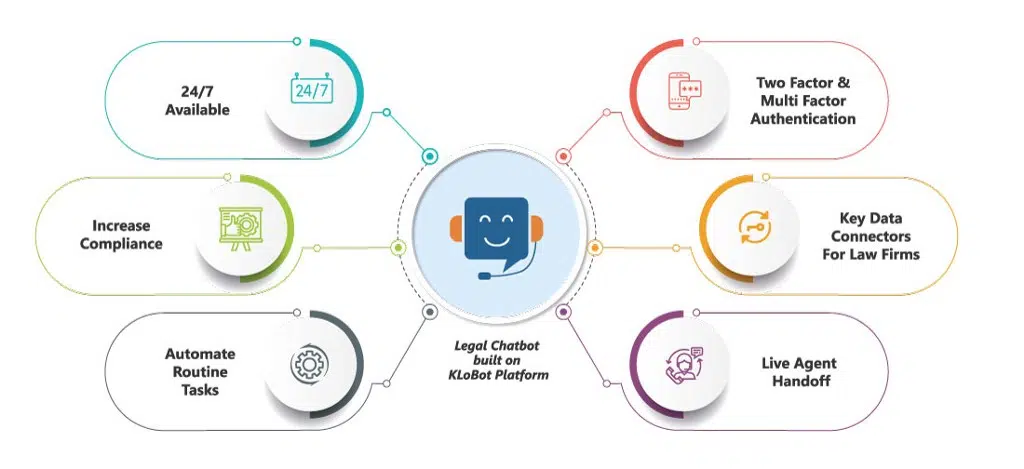 24/7
Available
24/7
Increase
Compliance
Automate
Routine
Tasks
Legal Chatbot
built on
KLoBot Platform
***
Two Factor &
Multi Factor
Authentication
Key Data
Connectors
For Law Firms
Live Agent
Handoff